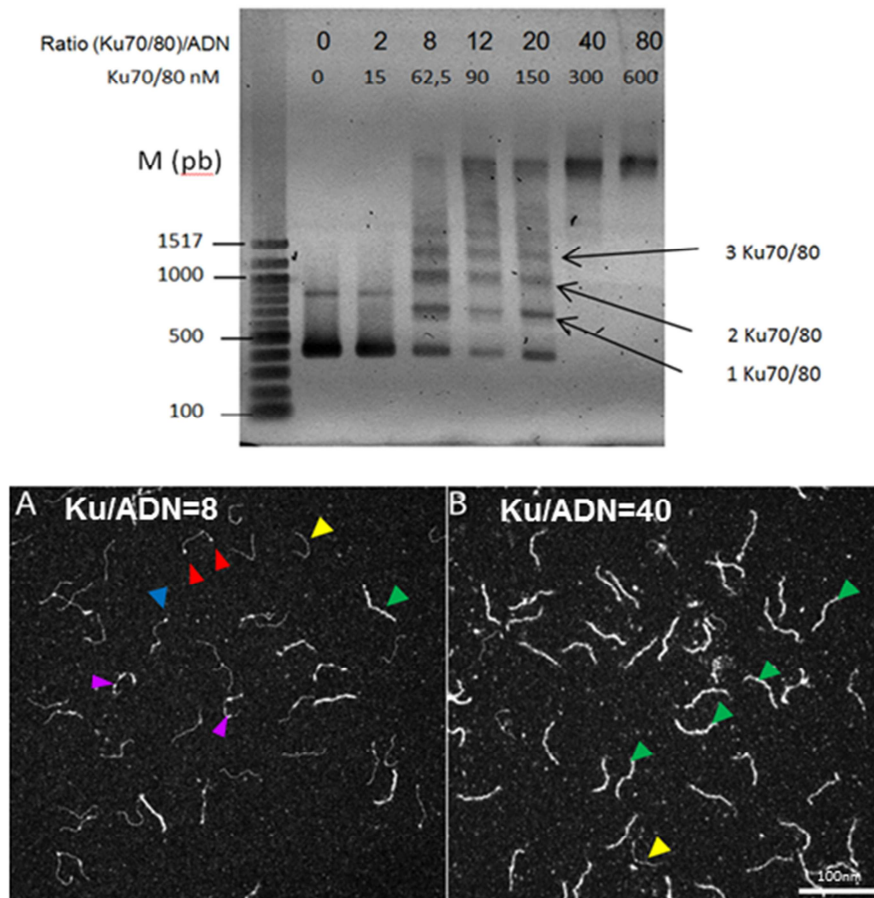 Ratio (Ku70/80)/ADN 0 2 8 12 20 40 80
Ku70/80 nM 0 15 62,5 90 150 300 600
M (pb)
1517
1000
500
100
3 Ku70/80
2 Ku70/80
1 Ku70/80
A Ku/ADN=8
B Ku/ADN=40
100nm